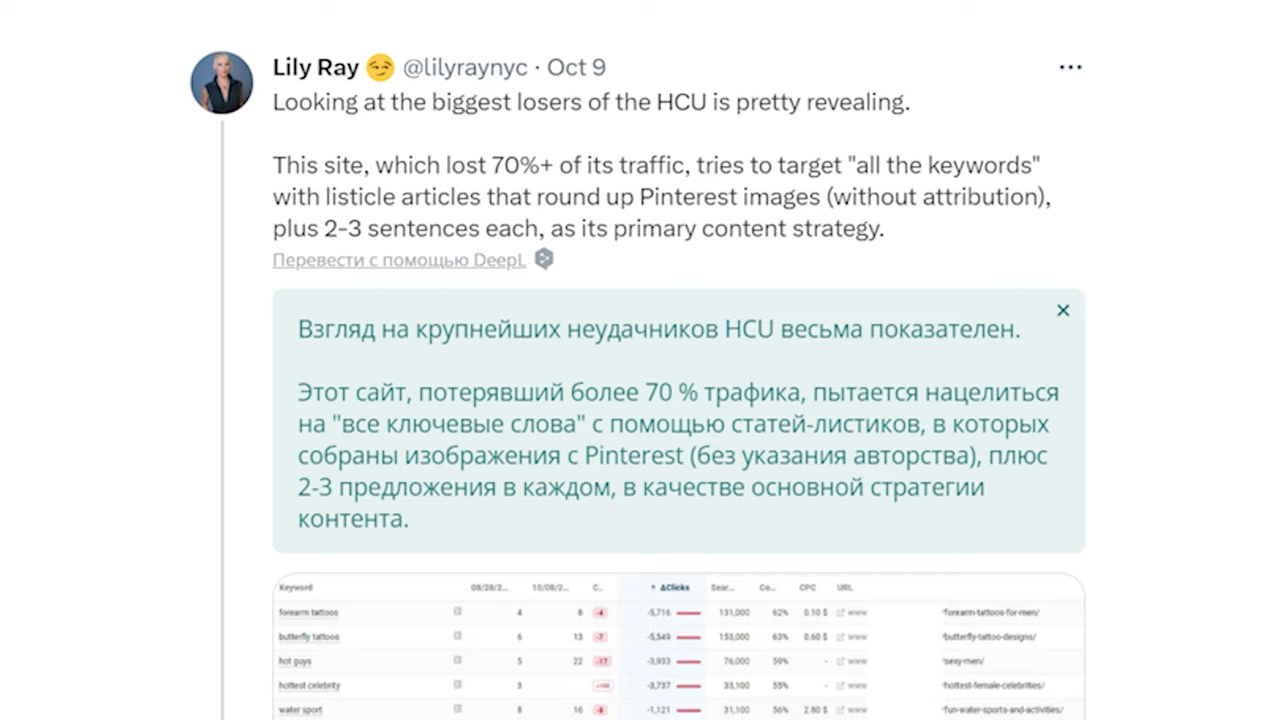 Lily Ray 😏 @lilyraynyc · Oct 9
Looking at the biggest losers of the HCU is pretty revealing.
This site, which lost 70%+ of its traffic, tries to target "all the keywords"
with listicle articles that round up Pinterest images (without attribution),
plus 2-3 sentences each, as its primary content strategy.
Перевести с помощью DeepL
Взгляд на крупнейших неудачников HCU весьма показателен.
Этот сайт, потерявший более 70 % трафика, пытается нацелиться
на "все ключевые слова" с помощью статей-листиков, в которых
собраны изображения с Pinterest (без указания авторства), плюс
2-3 предложения в каждом, в качестве основной стратегии
контента.
Keyword 08/28/2... 10/08/2... C... ΔClicks Sear... Co... CPC URL
forearm tattoos 4 8 -4 -5,716 131,000 62% 0.10 $ www /forearm-tattoos-for-men/
butterfly tattoos 6 13 -7 -5,549 153,000 63% 0.60 $ www /butterfly-tattoo-designs/
hot guys 5 22 -17 -3,933 76,000 59% - www /sexy-men/
hottest celebrity 3 -3,737 33,100 55% - www /hottest-female-celebrities/
water sport 8 16 -8 -1,121 31,100 56% 2.80 $ www /fun-water-sports-and-activities/